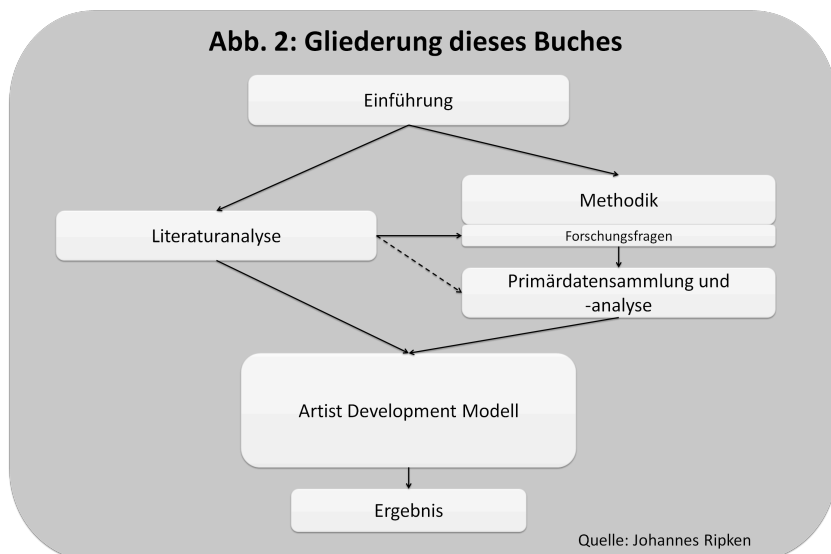 Abb. 2: Gliederung dieses Buches
Einführung
Methodik
Literaturanalyse
Forschungsfragen
Primärdatensammlung und
-analyse
Artist Development Modell
Ergebnis
Quelle: Johannes Ripken